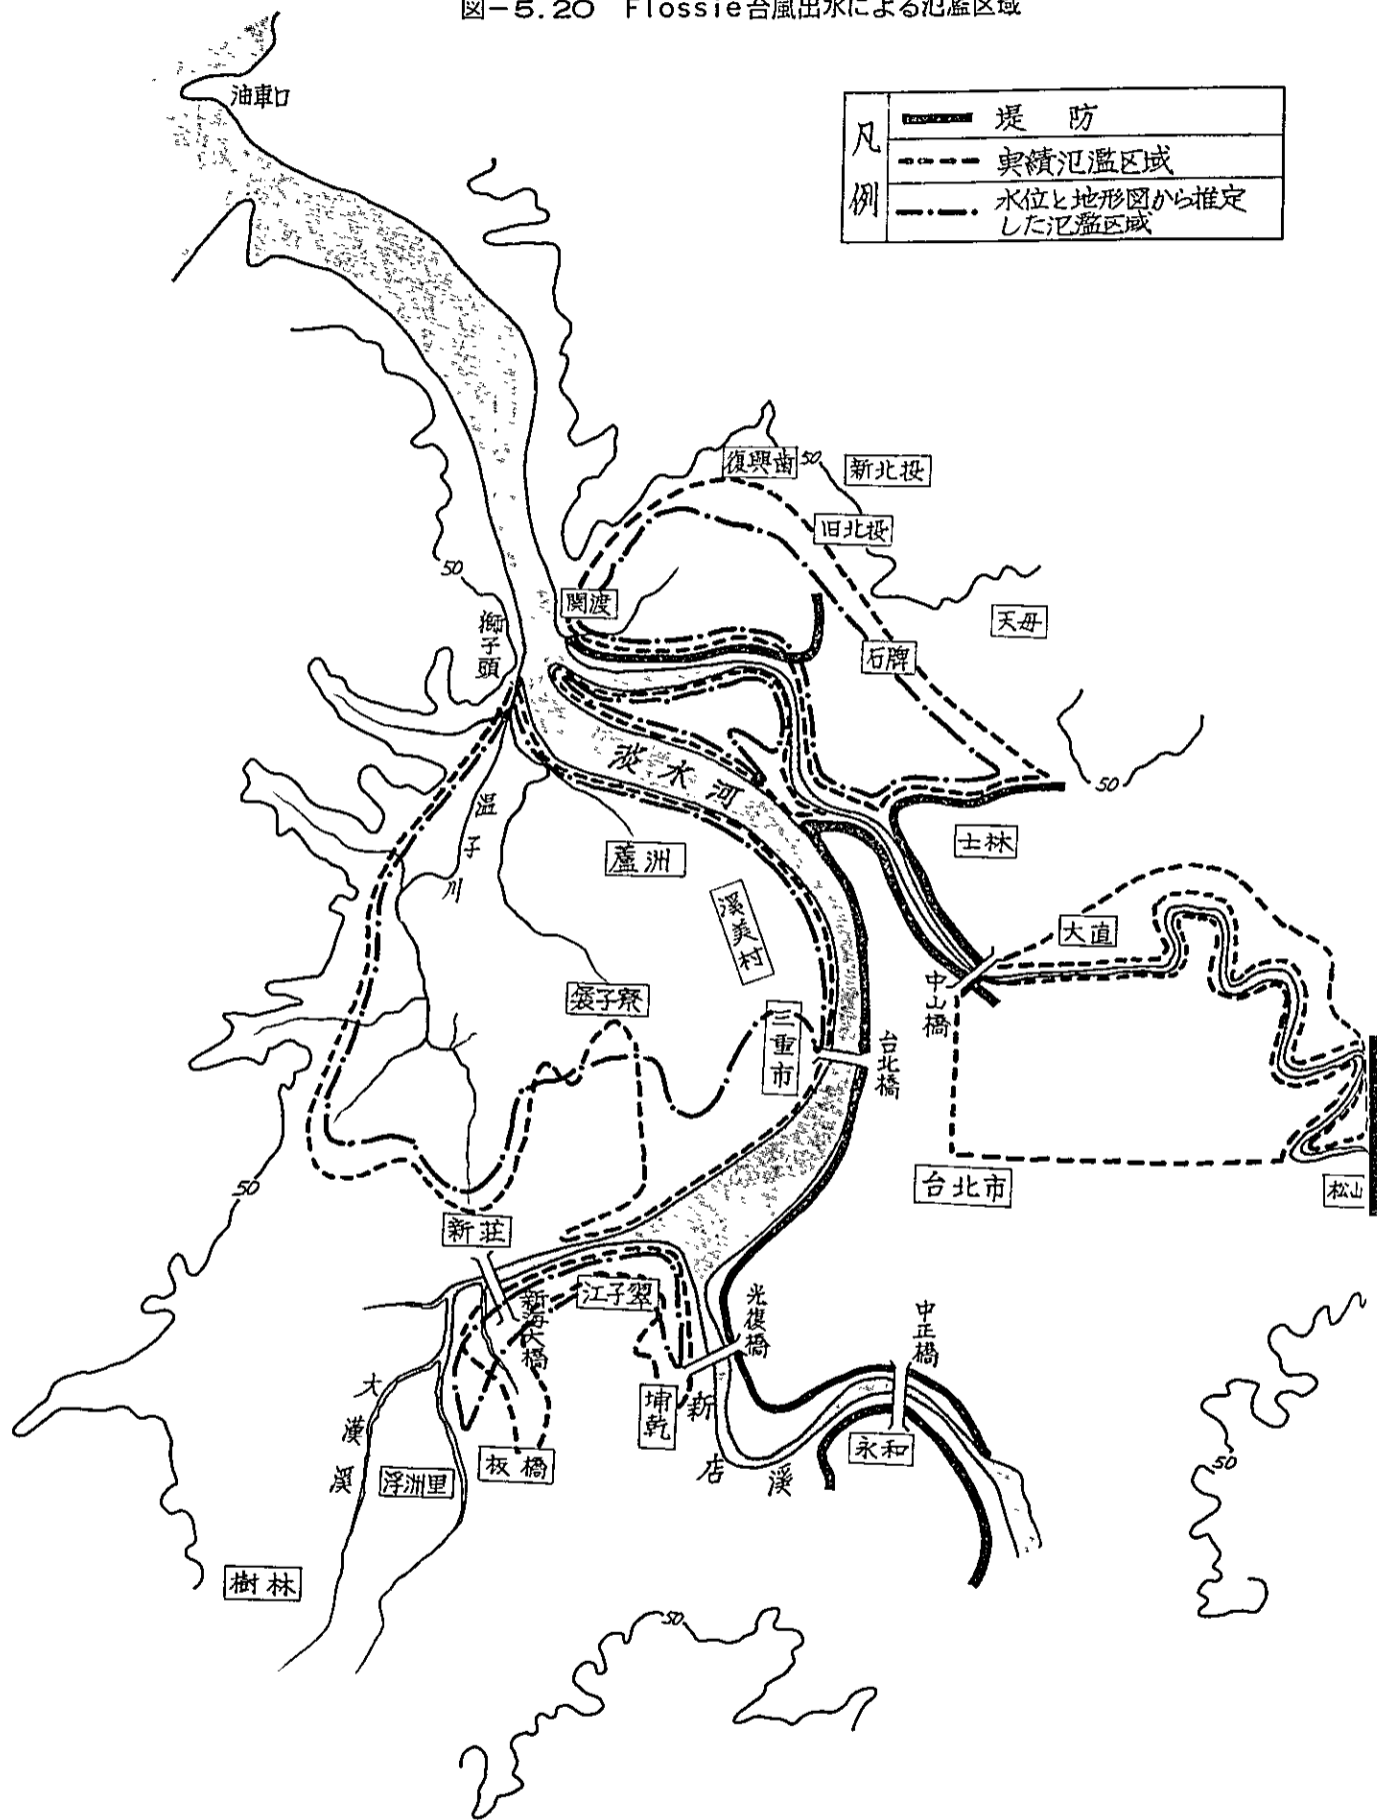 図-5.20 Flossie台風出水による氾濫区域
油車口
凡例
堤防
実績氾濫区域
水位と地形図から推定
した氾濫区域
復興歯
50
新北投
旧北投
50
関渡
天母
獅子頭
石牌
淡水河
50
温子川
蘆洲
士林
渓美村
大直
中山橋
袋子寮
三重市
台北橋
50
台北市
松山
新荘
新海大橋
江子翠
光復橋
中正橋
大漢渓
埔乾
新店渓
永和
板橋
浮洲里
50
樹林
50